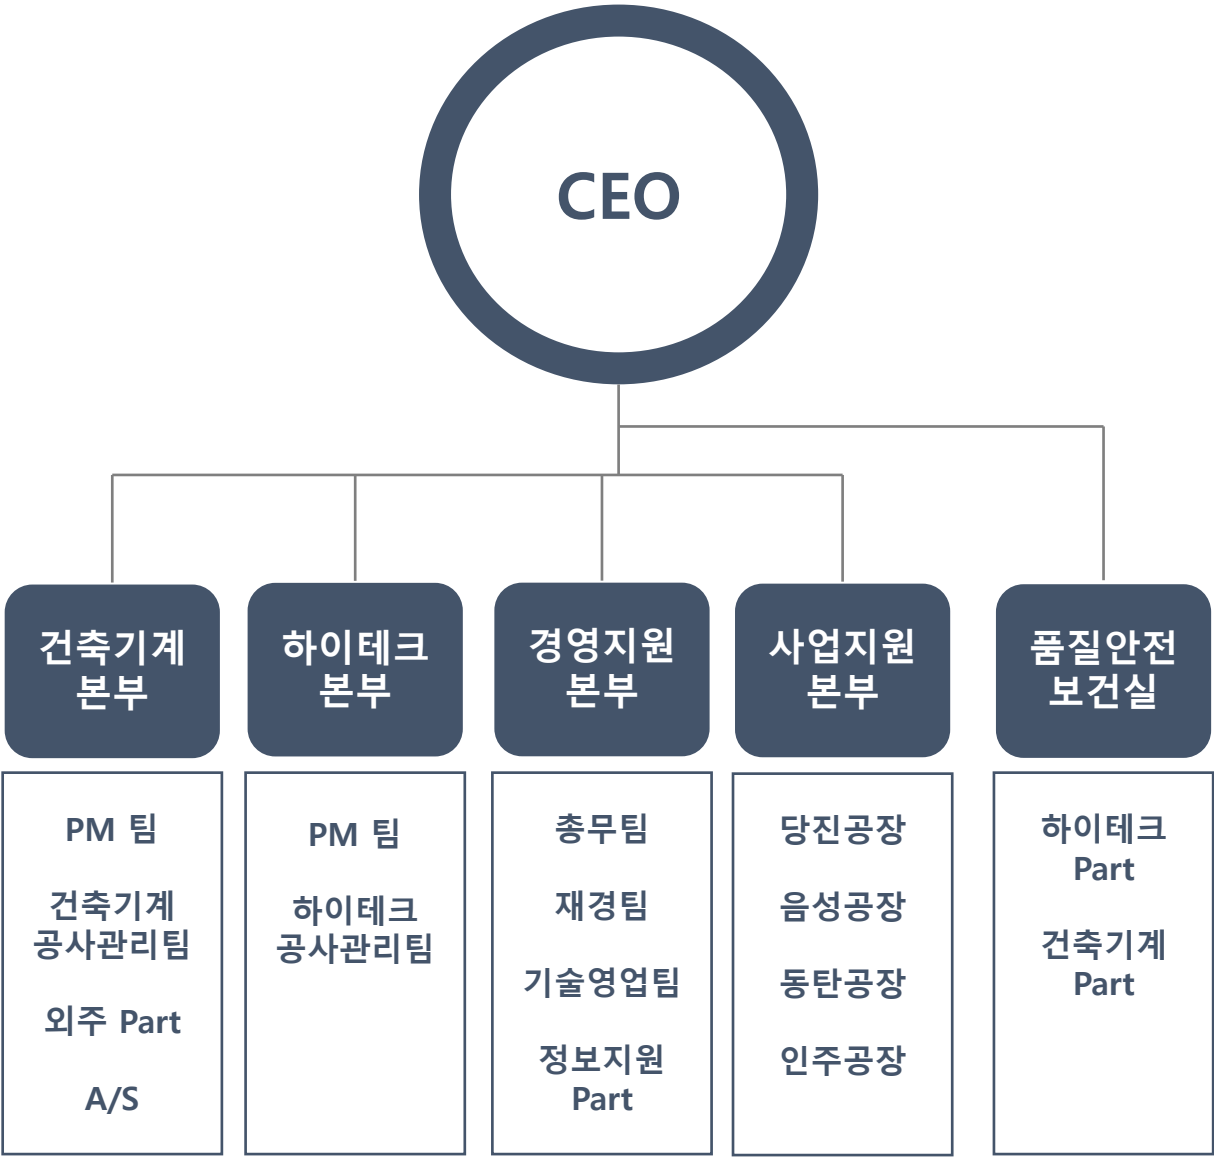 CEO
건축기계
본부
하이테크
본부
경영지원
본부
사업지원
본부
품질안전
보건실
PM 팀
건축기계
공사관리팀
외주 Part
A/S
PM 팀
하이테크
공사관리팀
총무팀
재경팀
기술영업팀
정보지원
Part
당진공장
음성공장
동탄공장
인주공장
하이테크
Part
건축기계
Part